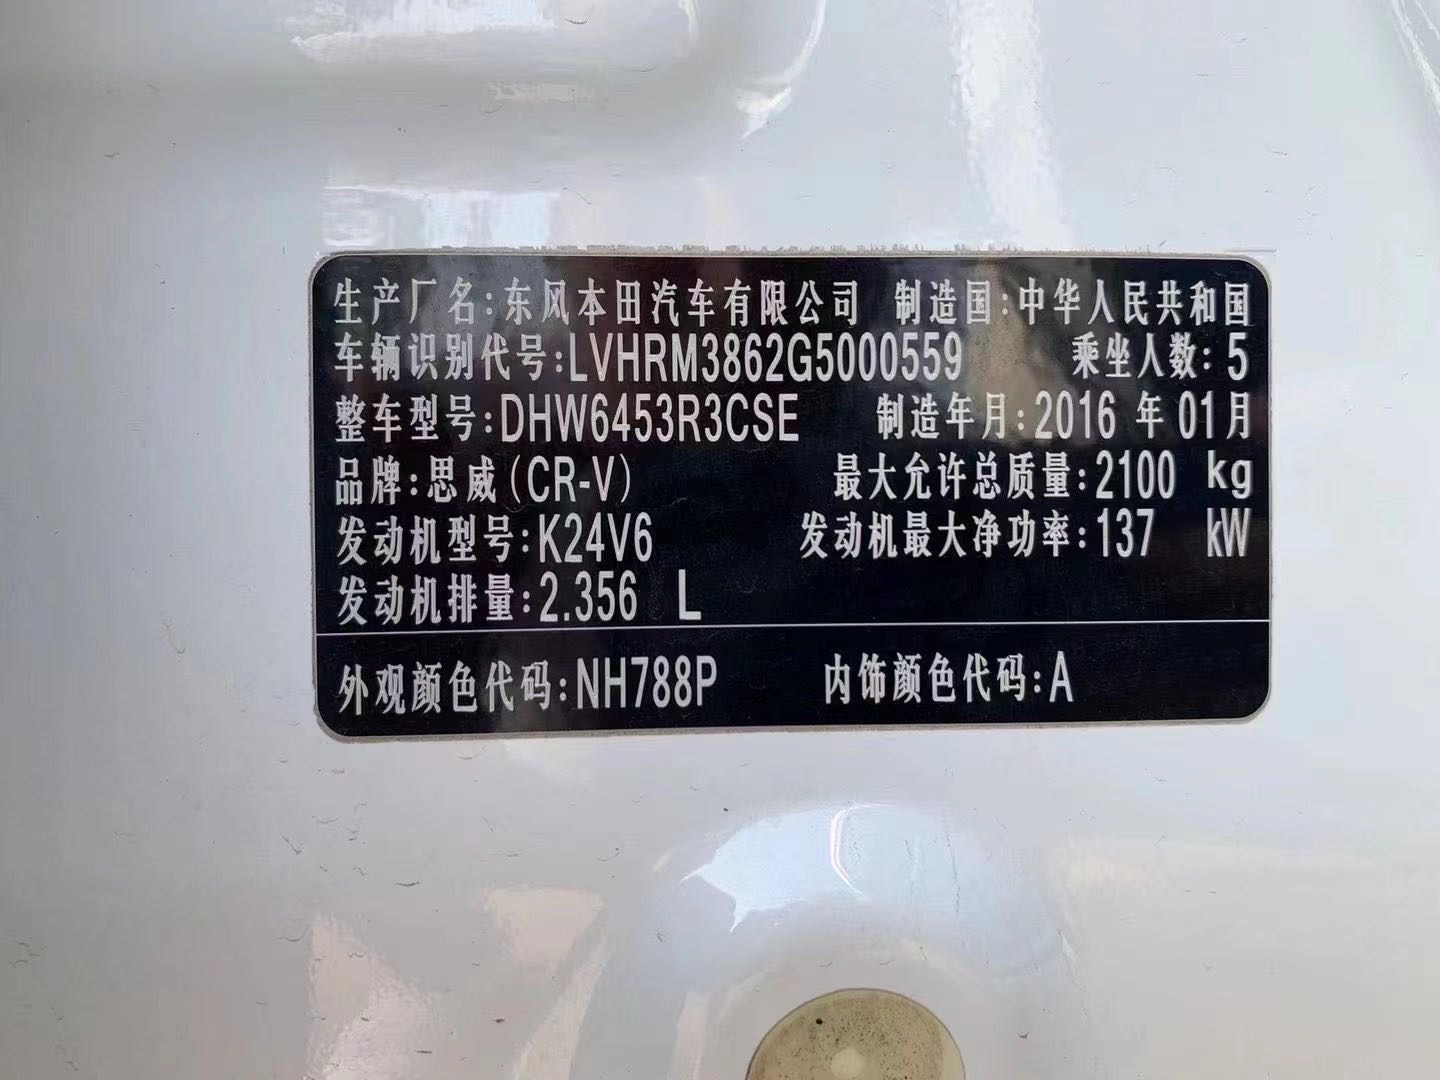 生产厂名:东风本田汽车有限公司 制造国:中华人民共和国
车辆识别代号:LVHRM3862G5000559 乘坐人数:5
整车型号:DHW6453R3CSE 制造年月:2016 年 01月
品牌:思威(CR-V) 最大允许总质量:2100 kg
发动机型号:K24V6 发动机最大净功率:137 kW
发动机排量:2.356 L
外观颜色代码:NH788P 内饰颜色代码:A